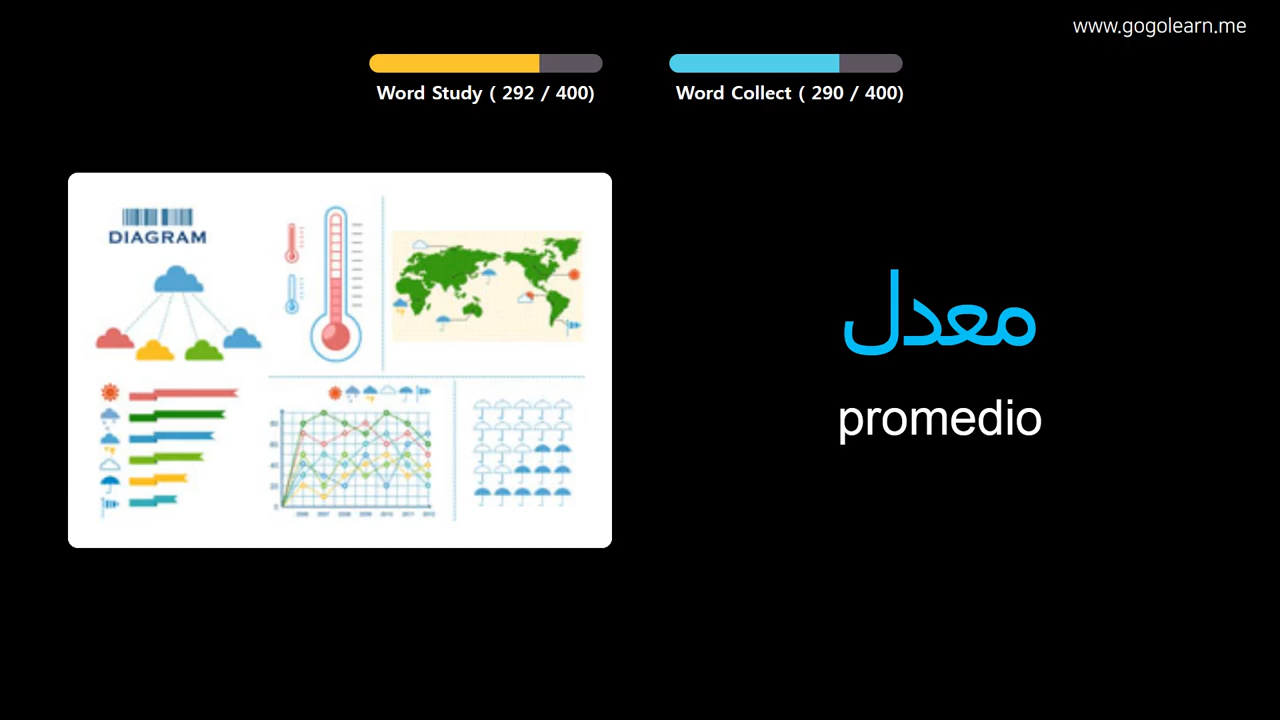 www.gogolearn.me
Word Study ( 292 / 400)
Word Collect ( 290 / 400)
DIAGRAM
معدل
promedio